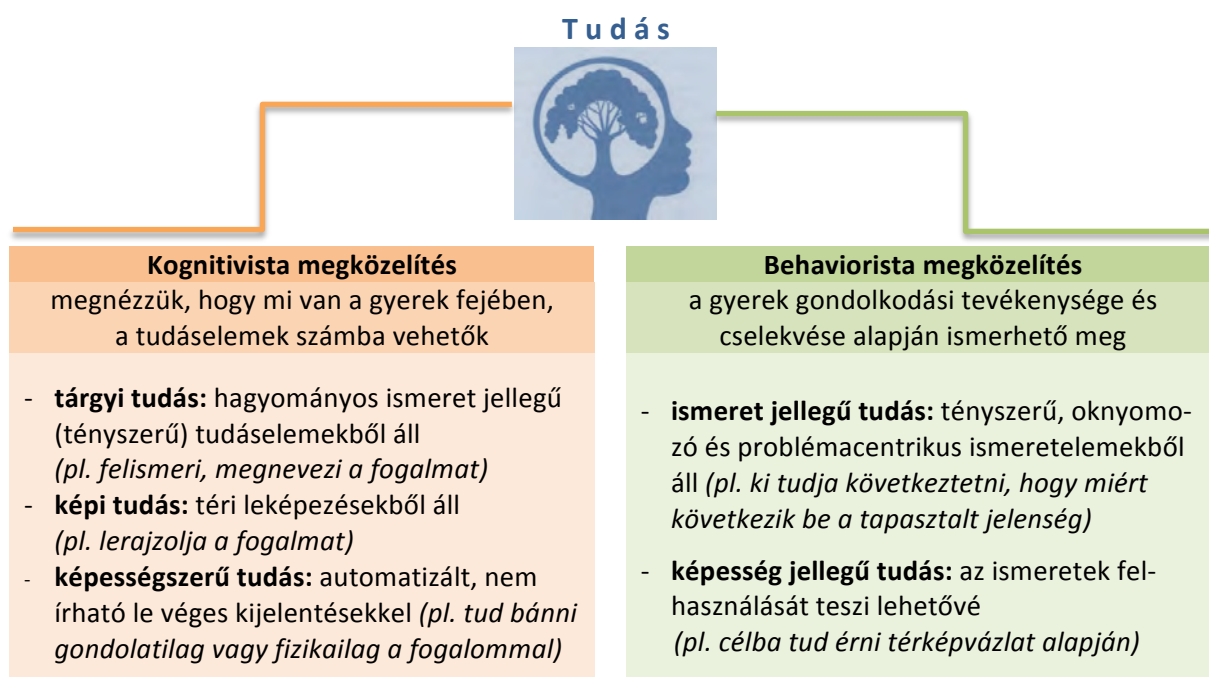 Tudás
Kognitivista megközelítés
megnézzük, hogy mi van a gyerek fejében,
a tudáselemek számba vehetők
- tárgyi tudás: hagyományos ismeret jellegű
(tényszerű) tudáselemekből áll
(pl. felismeri, megnevezi a fogalmat)
- képi tudás: téri leképezésekből áll
(pl. lerajzolja a fogalmat)
- képességszerű tudás: automatizált, nem
írható le véges kijelentésekkel (pl. tud bánni
gondolatilag vagy fizikailag a fogalommal)
Behaviorista megközelítés
a gyerek gondolkodási tevékenysége és
cselekvése alapján ismerhető meg
- ismeret jellegű tudás: tényszerű, oknyomo-
zó és problémacentrikus ismeretelemekből
áll (pl. ki tudja következtetni, hogy miért
következik be a tapasztalt jelenség)
- képesség jellegű tudás: az ismeretek fel-
használását teszi lehetővé
(pl. célba tud érni térképvázlat alapján)